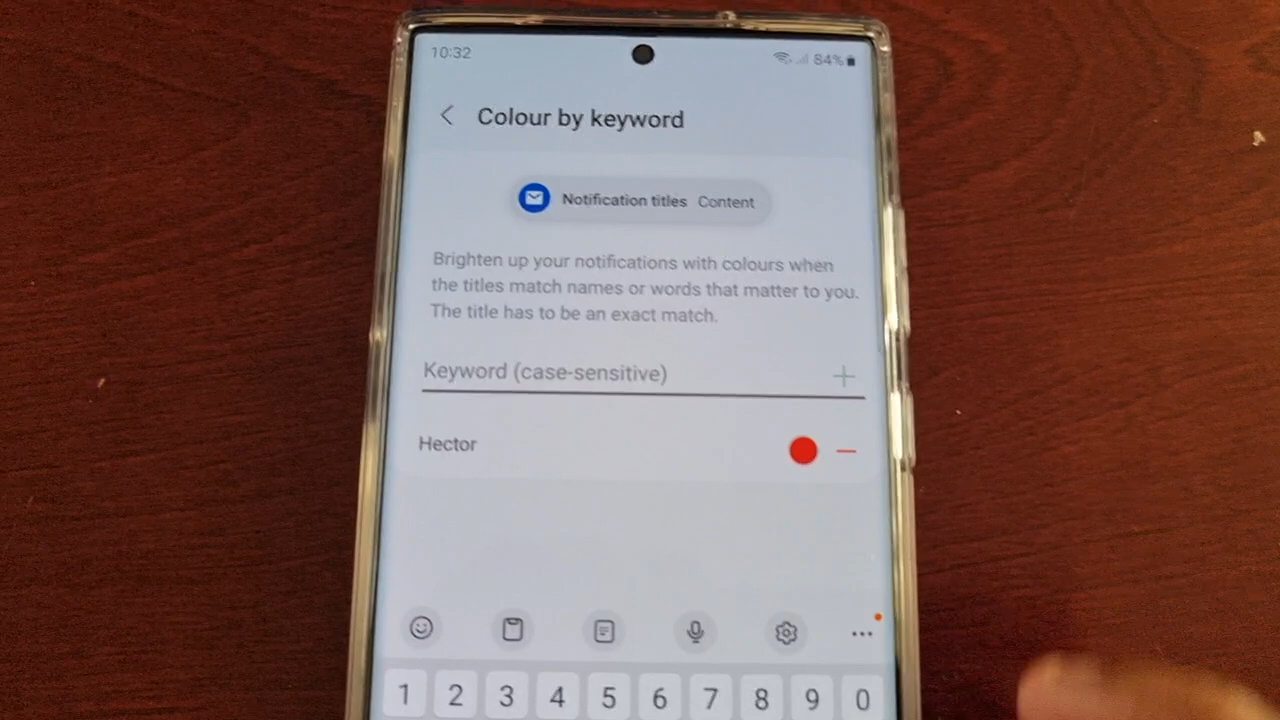 10:32
84%
Colour by keyword
Notification titles Content
Brighten up your notifications with colours when
the titles match names or words that matter to you.
The title has to be an exact match.
Keyword (case-sensitive)
Hector
1 2 3 4 5 6 7 8 9 0